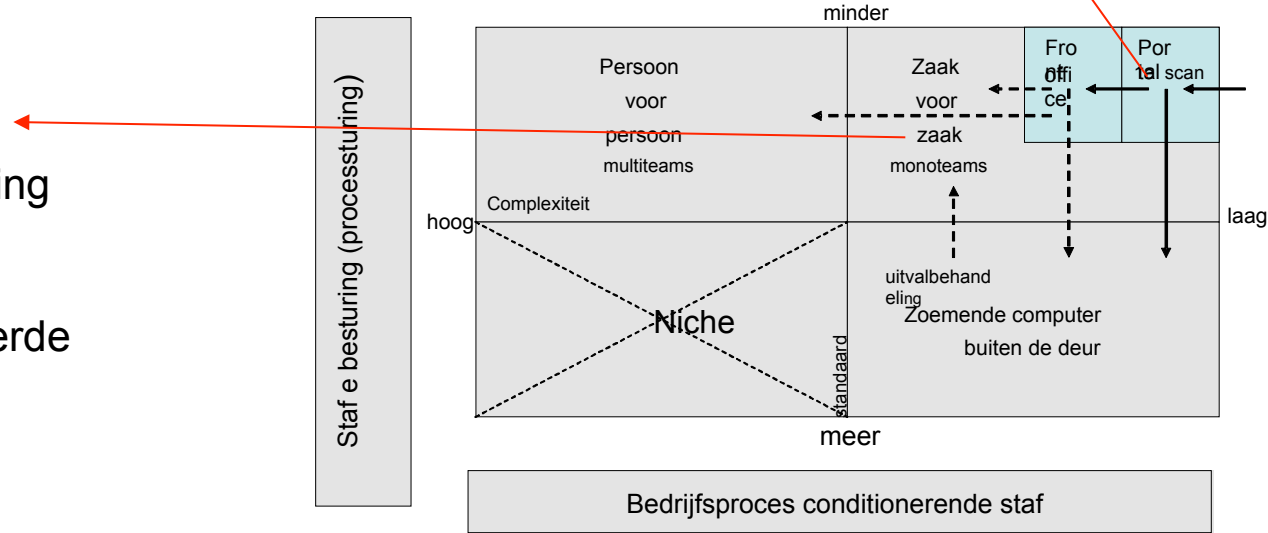 minder
Staf e besturing (processturing)
Persoon
voor
persoon
multiteams
Zaak
voor
zaak
monoteams
Fro
nt
offi
ce
Por
tal scan
ing
erde
Complexiteit
hoog
laag
uitvalbehand
eling
Niche
standaard
Zoemende computer
buiten de deur
meer
Bedrijfsproces conditionerende staf